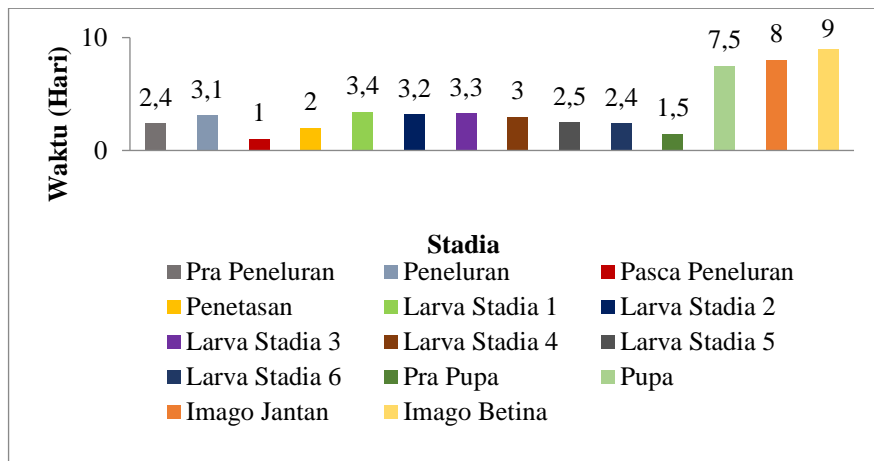 Waktu (Hari)
10
0
2,4
3,1
1
2
3,4
3,2
3,3
3
2,5
2,4
1,5
7,5
8
9
Stadia
Pra Peneluran Peneluran Pasca Peneluran
Penetasan Larva Stadia 1 Larva Stadia 2
Larva Stadia 3 Larva Stadia 4 Larva Stadia 5
Larva Stadia 6 Pra Pupa Pupa
Imago Jantan Imago Betina